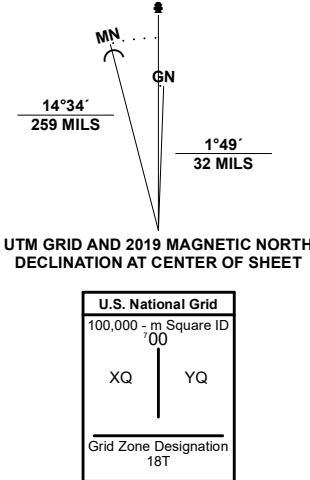 MN
GN
14°34´
259 MILS
1°49´
32 MILS
UTM GRID AND 2019 MAGNETIC NORTH
DECLINATION AT CENTER OF SHEET
U.S. National Grid
100,000 - m Square ID
⁷00
XQ YQ
Grid Zone Designation
18T